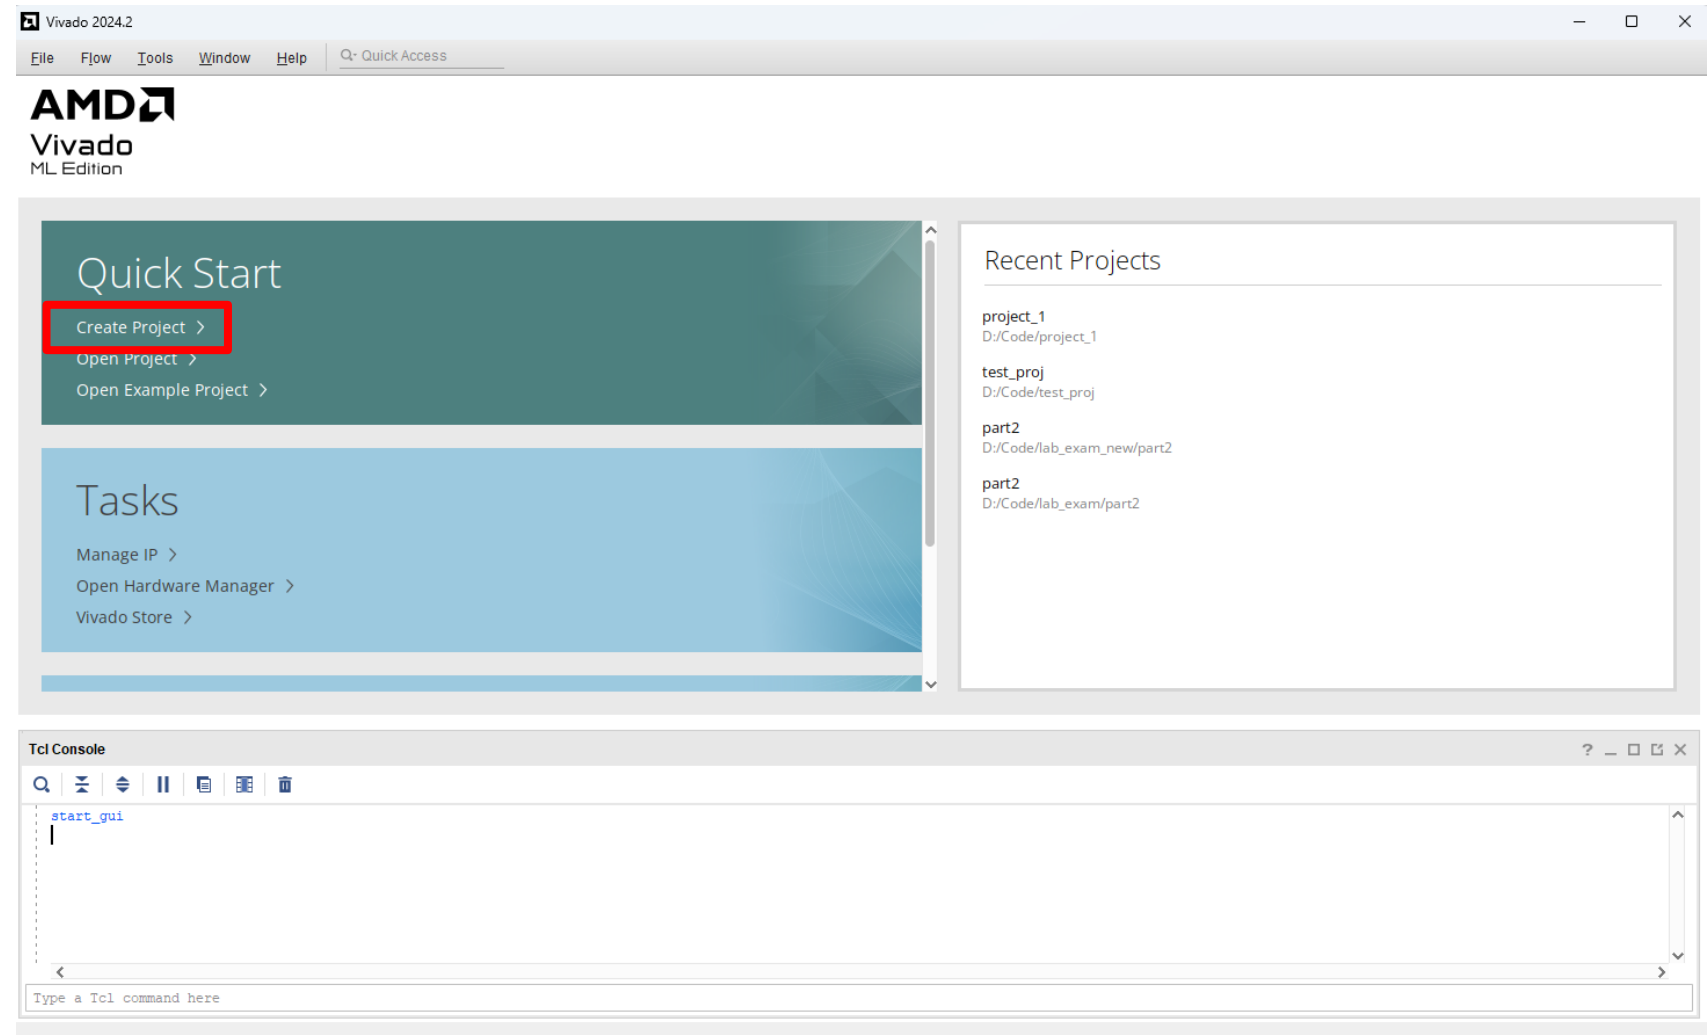 Vivado 2024.2
File Flow Tools Window Help Quick Access
AMD
Vivado
ML Edition
Quick Start
Create Project
Open Project
Open Example Project
Tasks
Manage IP
Open Hardware Manager
Vivado Store
Recent Projects
project_1
D:/Code/project_1
test_proj
D:/Code/test_proj
part2
D:/Code/lab_exam_new/part2
part2
D:/Code/lab_exam/part2
Tcl Console
start_gui
Type a Tcl command here